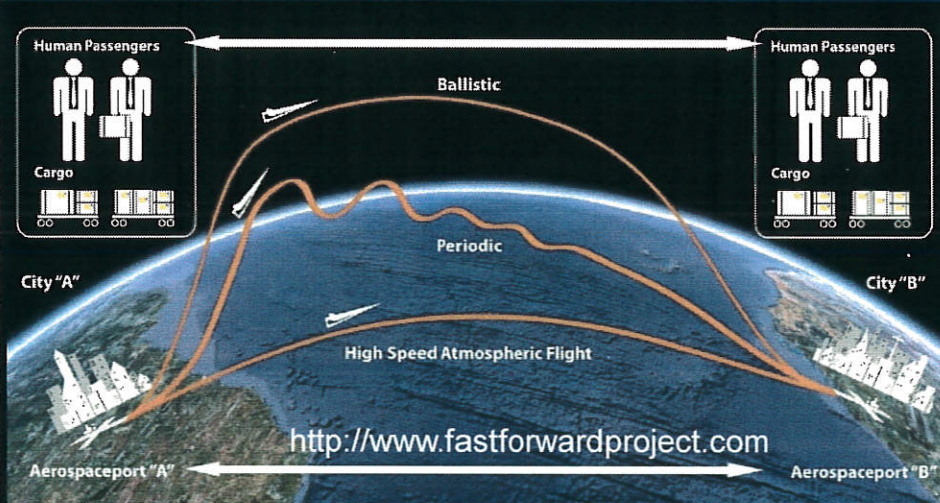 Human Passengers
Human Passengers
Ballistic
Cargo
Cargo
Periodic
City "A"
City "B"
High Speed Atmospheric Flight
http://www.fastforwardproject.com
Aerospaceport "A"
Aerospaceport "B"